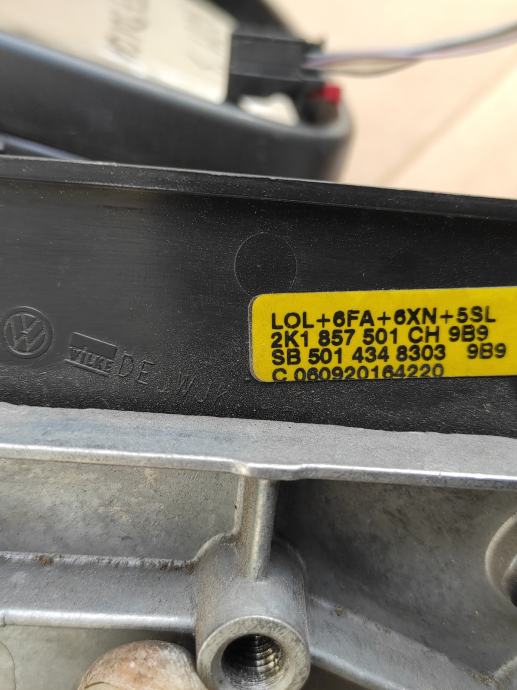 LOL+6FA+6XN+5SL
2K1 857 501 CH 9B9
SB 501 434 8303 9B9
C 060920164220
VW
DE